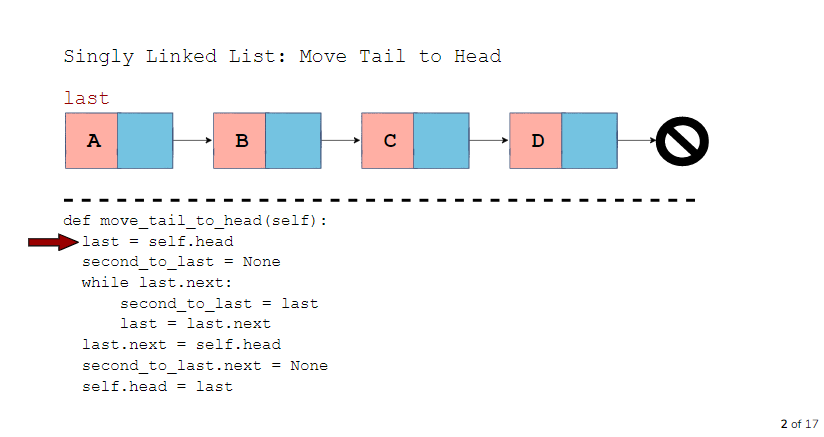 Singly Linked List: Move Tail to Head
last
A B C D
def move_tail_to_head(self):
last = self.head
second_to_last = None
while last.next:
second_to_last = last
last = last.next
last.next = self.head
second_to_last.next = None
self.head = last
2 of 17